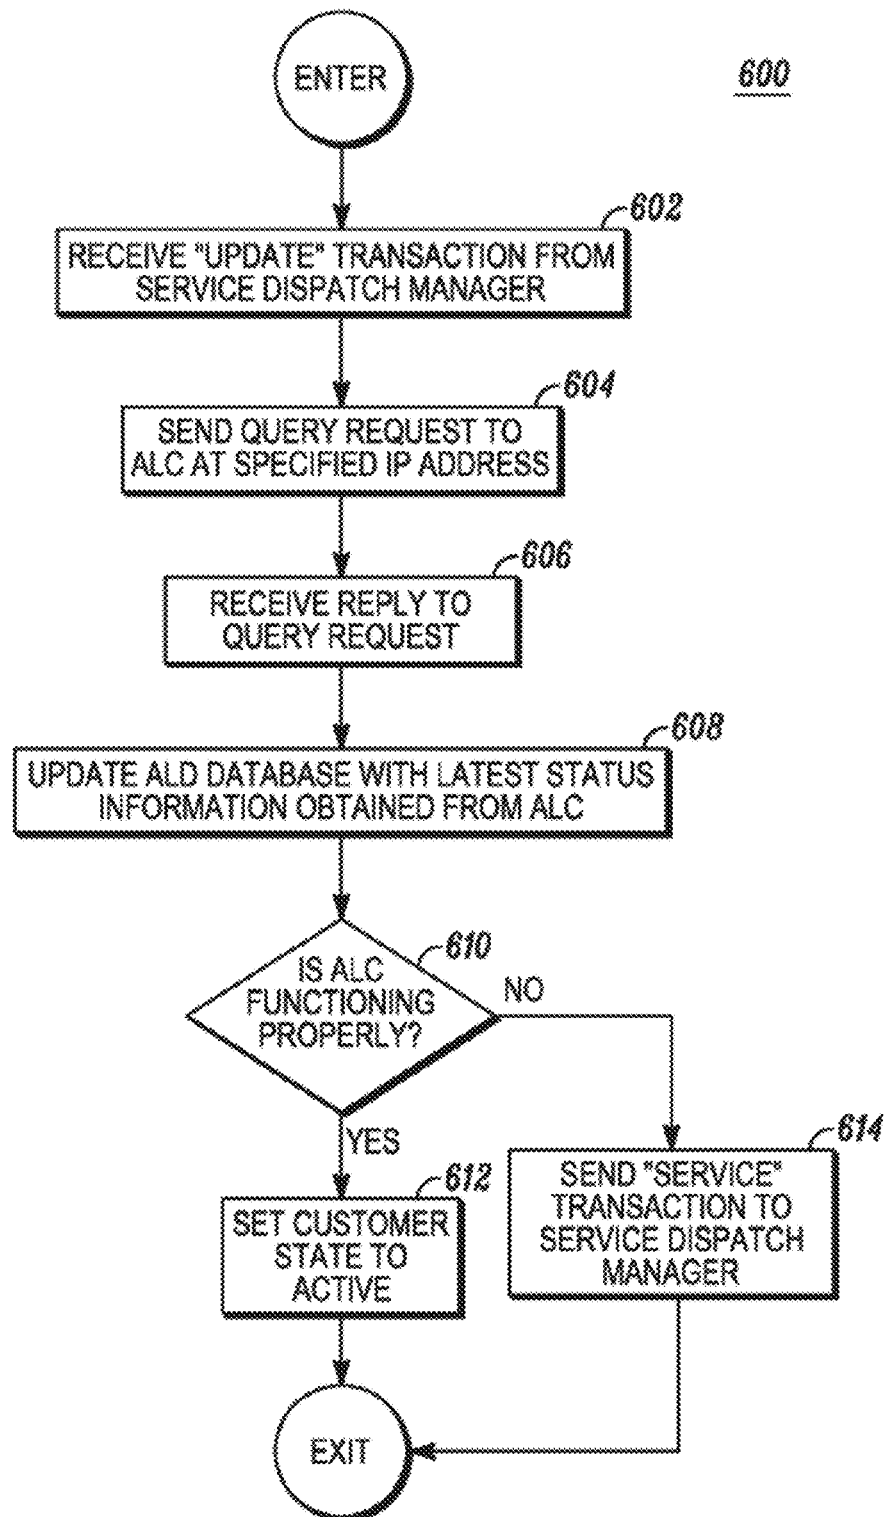 ENTER
600
602
RECEIVE "UPDATE" TRANSACTION FROM
SERVICE DISPATCH MANAGER
604
SEND QUERY REQUEST TO
ALC AT SPECIFIED IP ADDRESS
606
RECEIVE REPLY TO
QUERY REQUEST
608
UPDATE ALD DATABASE WITH LATEST STATUS
INFORMATION OBTAINED FROM ALC
610
IS ALC
FUNCTIONING
PROPERLY?
NO
YES
612
SET CUSTOMER
STATE TO
ACTIVE
614
SEND "SERVICE"
TRANSACTION TO
SERVICE DISPATCH
MANAGER
EXIT